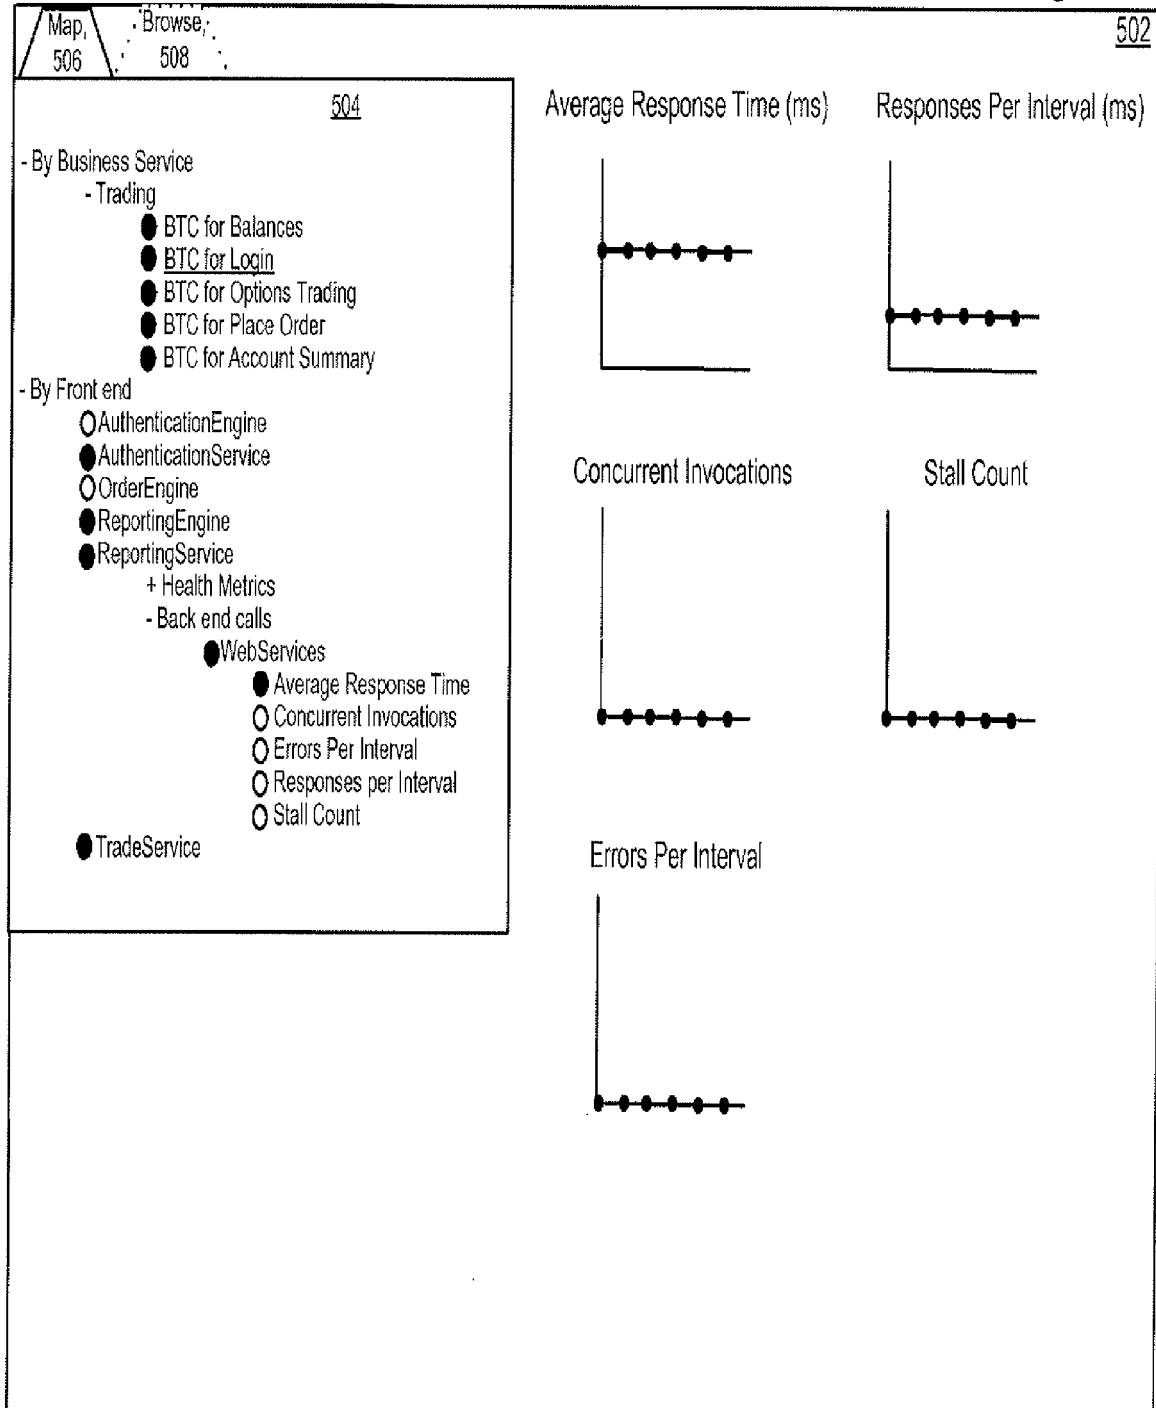 Map,
506
Browse,
508
502
504
- By Business Service
- Trading
BTC for Balances
BTC for Login
BTC for Options Trading
BTC for Place Order
BTC for Account Summary
- By Front end
AuthenticationEngine
AuthenticationService
OrderEngine
ReportingEngine
ReportingService
+ Health Metrics
- Back end calls
WebServices
Average Response Time
Concurrent Invocations
Errors Per Interval
Responses per Interval
Stall Count
TradeService
Average Response Time (ms)
Responses Per Interval (ms)
Concurrent Invocations
Stall Count
Errors Per Interval